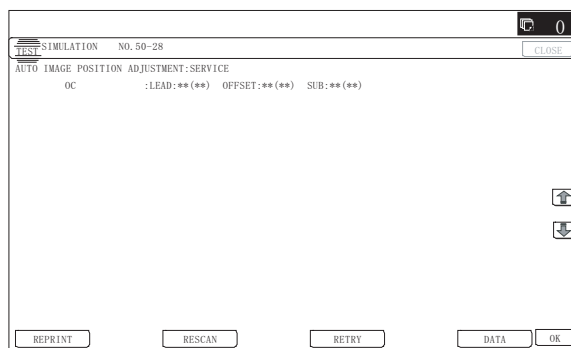 0
TEST SIMULATION NO.50-28
CLOSE
AUTO IMAGE POSITION ADJUSTMENT:SERVICE
OC :LEAD:**(**) OFFSET:**(**) SUB:**(**)
REPRINT RESCAN RETRY DATA OK